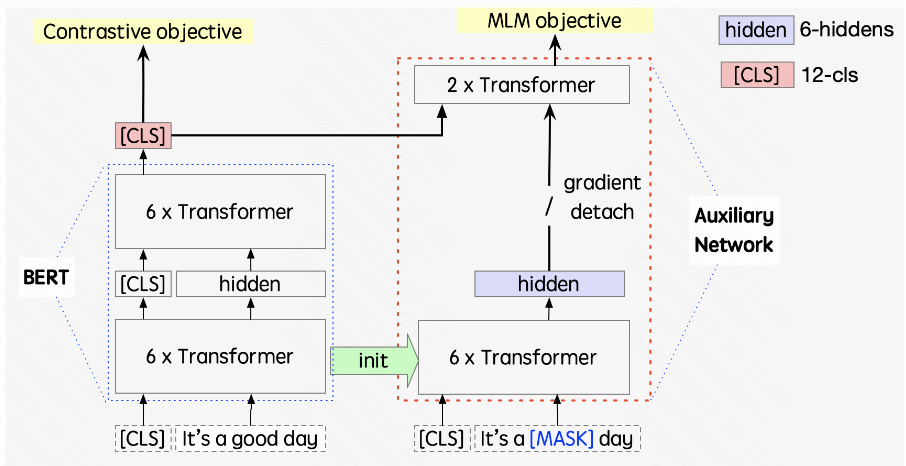 Contrastive objective
MLM objective
hidden 6-hiddens
[CLS] 12-cls
2 x Transformer
[CLS]
gradient
detach
6 x Transformer
Auxiliary
Network
BERT
[CLS] hidden
hidden
6 x Transformer
init
6 x Transformer
[CLS] It's a good day
[CLS] It's a [MASK] day